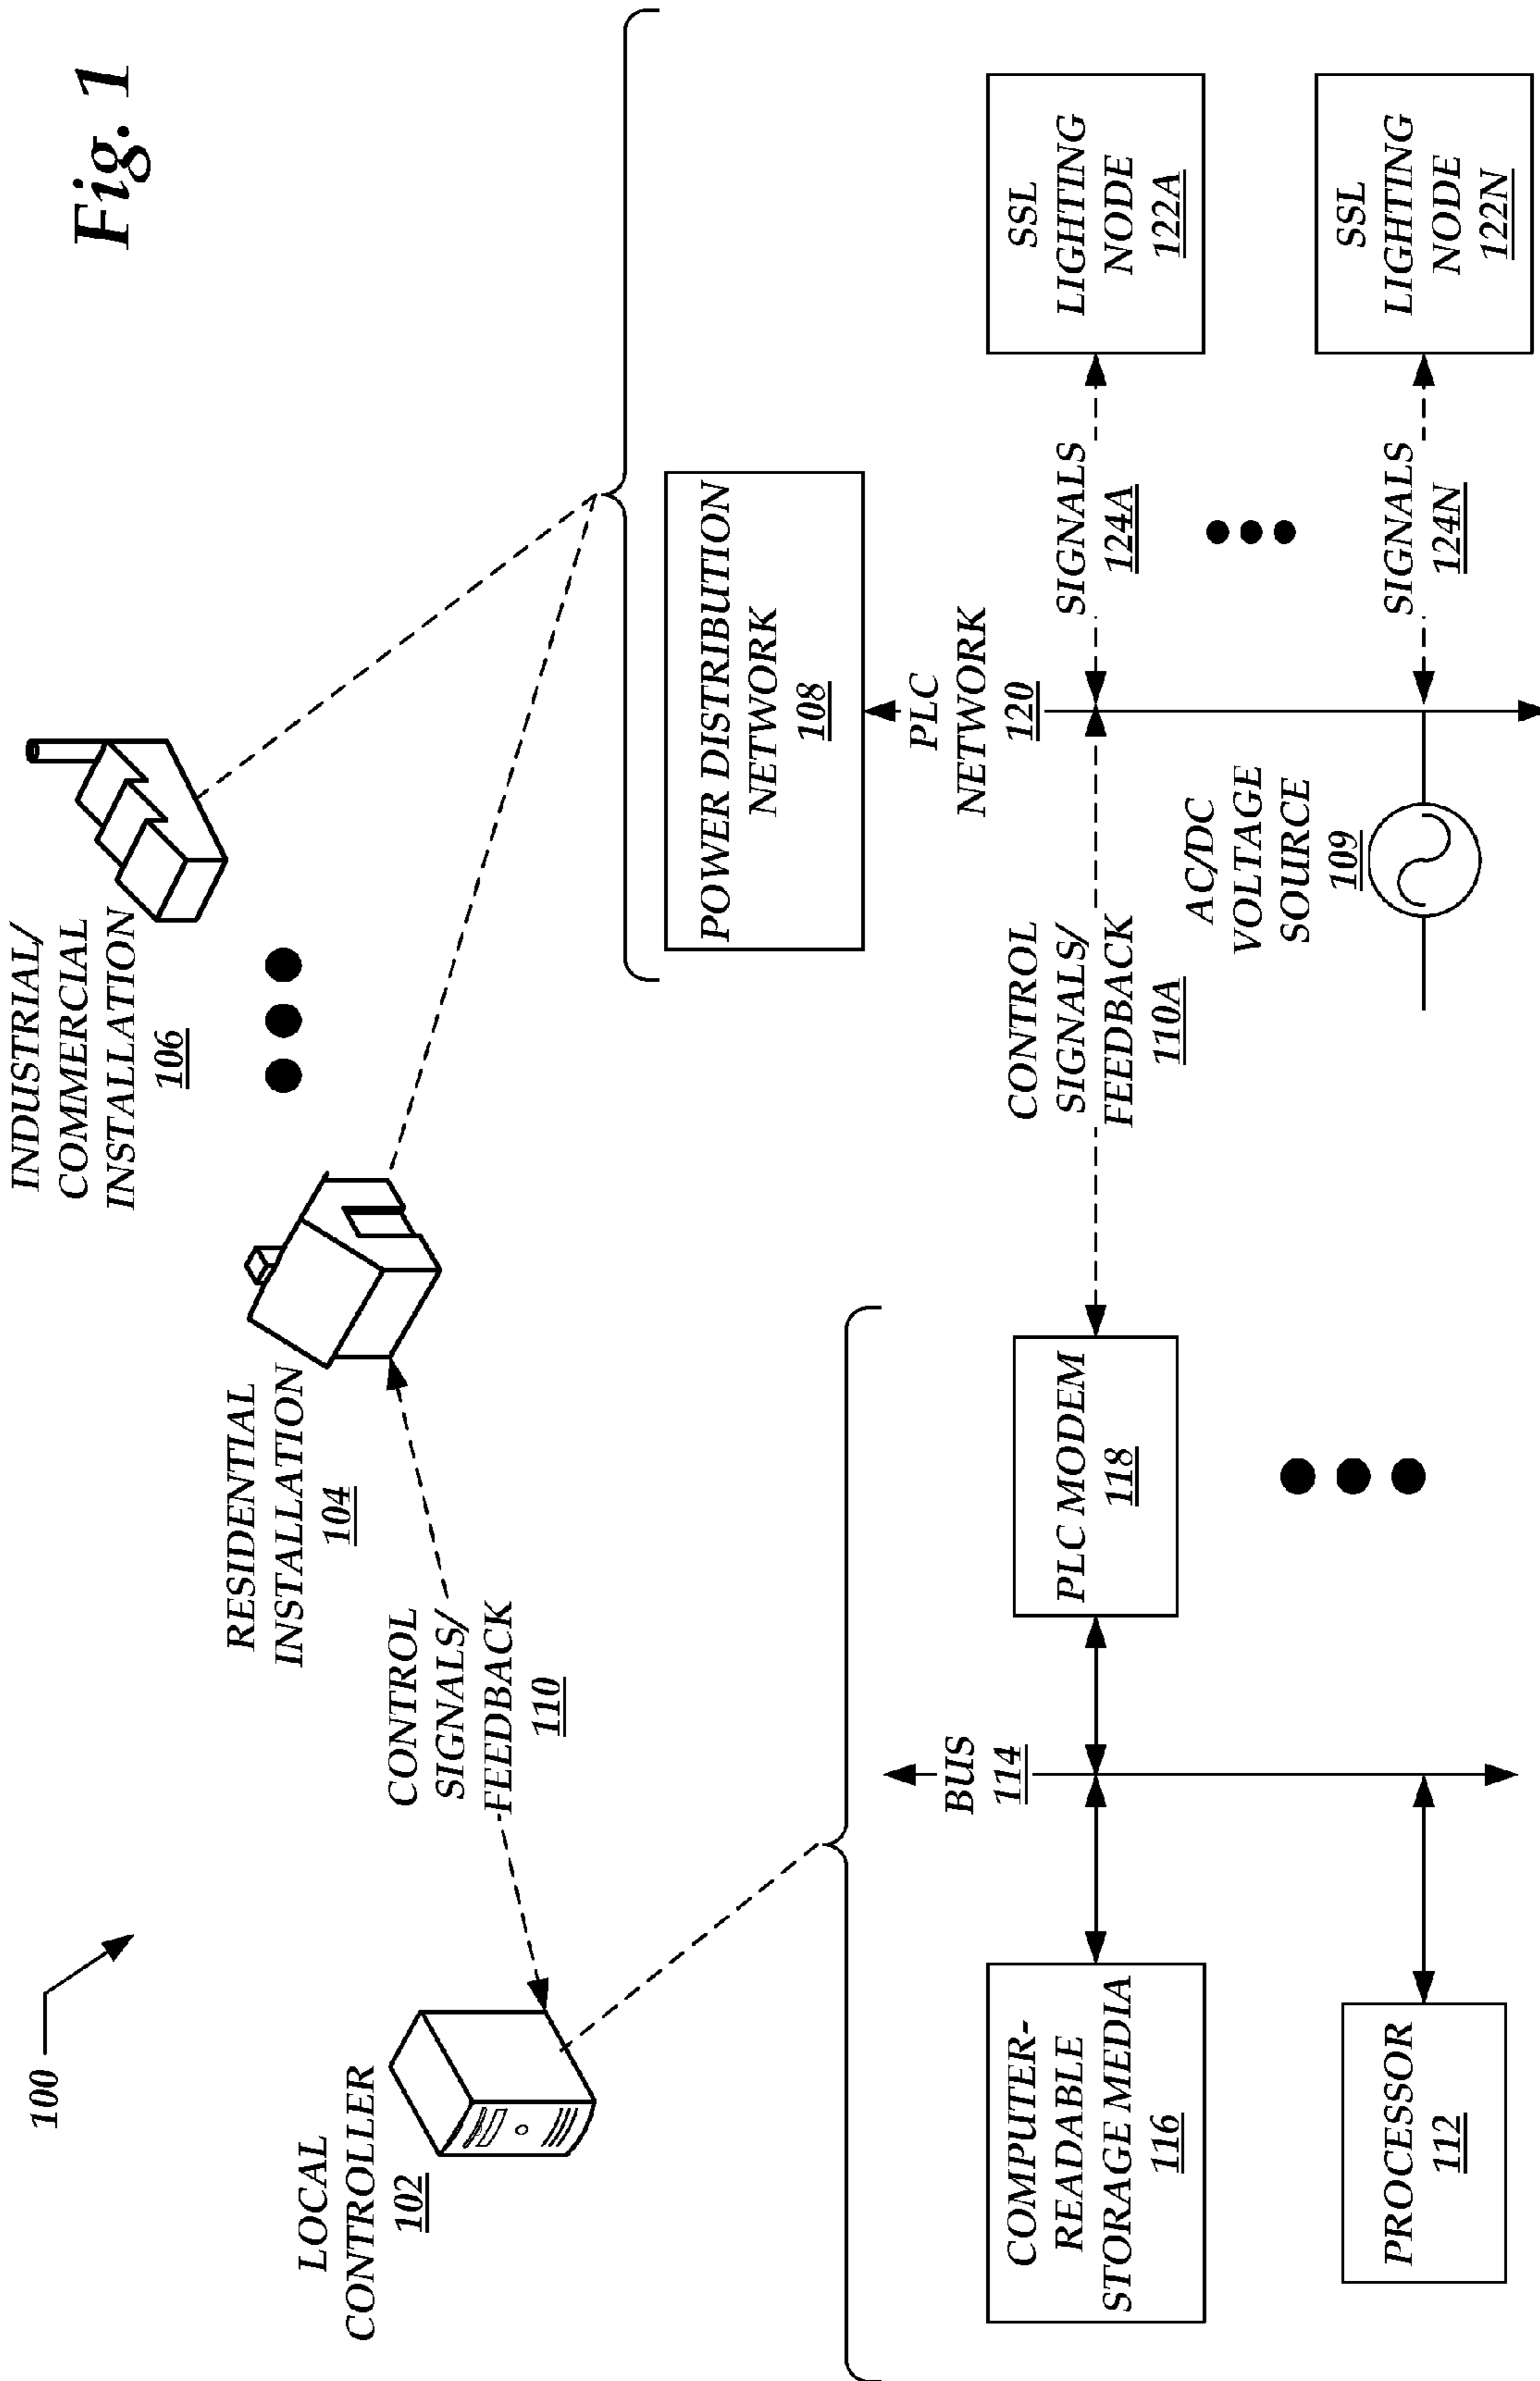 Fig. 1
100
INDUSTRIAL/
COMMERCIAL
INSTALLATION
106
RESIDENTIAL
INSTALLATION
104
LOCAL
CONTROLLER
102
CONTROL
SIGNALS/
FEEDBACK
110
POWER DISTRIBUTION
NETWORK
108
BUS
114
PLC
NETWORK
120
COMPUTER-
READABLE
STORAGE MEDIA
116
PLC MODEM
118
CONTROL
SIGNALS/
FEEDBACK
110A
SIGNALS
124A
SSL
LIGHTING
NODE
122A
AC/DC
VOLTAGE
SOURCE
109
PROCESSOR
112
SIGNALS
124N
SSL
LIGHTING
NODE
122N